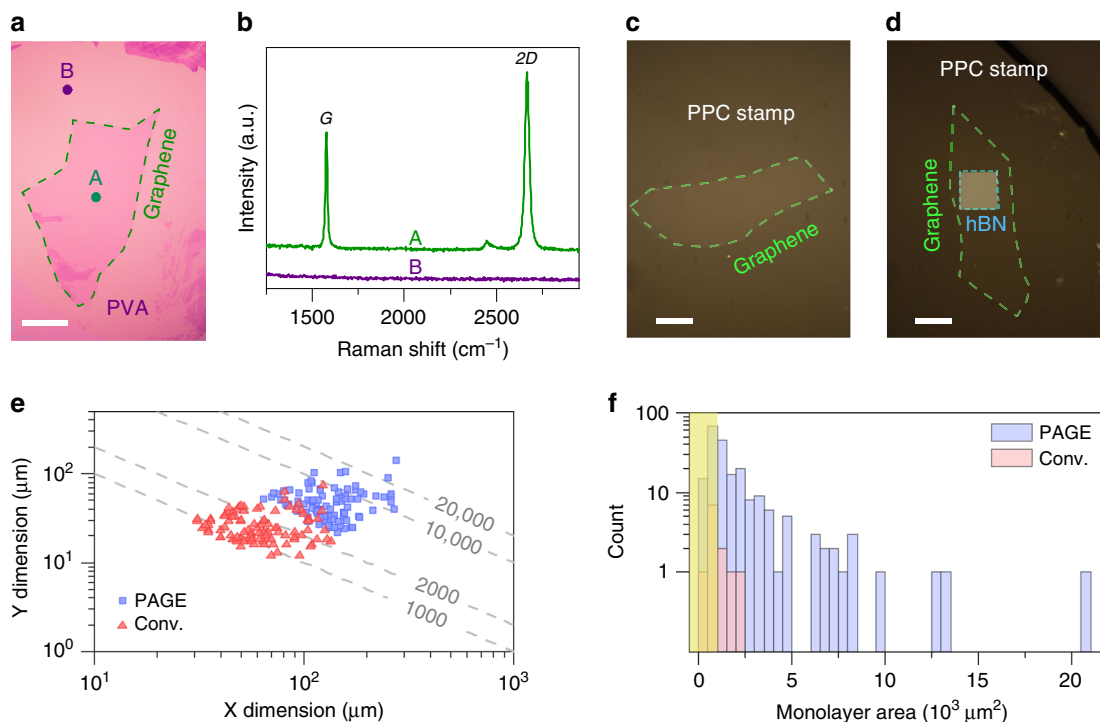 a
B
A
Graphene
PVA
b
G
2D
A
B
Intensity (a.u.)
1500
2000
2500
Raman shift (cm⁻¹)
c
PPC stamp
Graphene
d
PPC stamp
Graphene
hBN
e
Y dimension (μm)
10²
10¹
10⁰
20,000
10,000
2000
1000
PAGE
Conv.
10¹
10²
10³
X dimension (μm)
f
Count
100
10
1
PAGE
Conv.
0
5
10
15
20
Monolayer area (10³ μm²)